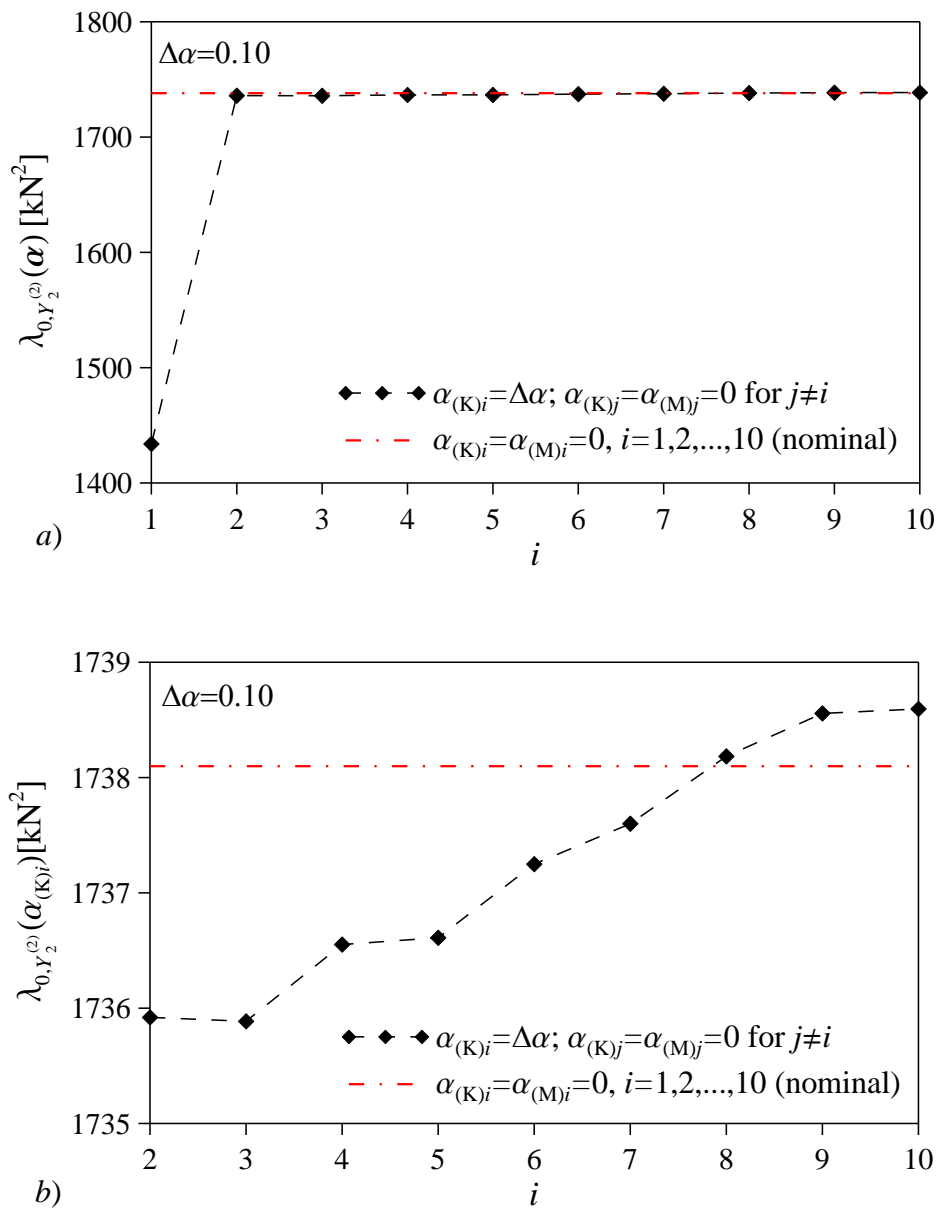 1800
Δα=0.10
1700
1600
1500
1400
λ₀,Y₂⁽²⁾(α) [kN²]
α(K)i=Δα; α(K)j=α(M)j=0 for j≠i
α(K)i=α(M)i=0, i=1,2,...,10 (nominal)
1 2 3 4 5 6 7 8 9 10
a)
i
1739
Δα=0.10
1738
1737
1736
1735
λ₀,Y₂⁽²⁾(α(K)i)[kN²]
α(K)i=Δα; α(K)j=α(M)j=0 for j≠i
α(K)i=α(M)i=0, i=1,2,...,10 (nominal)
2 3 4 5 6 7 8 9 10
b)
i